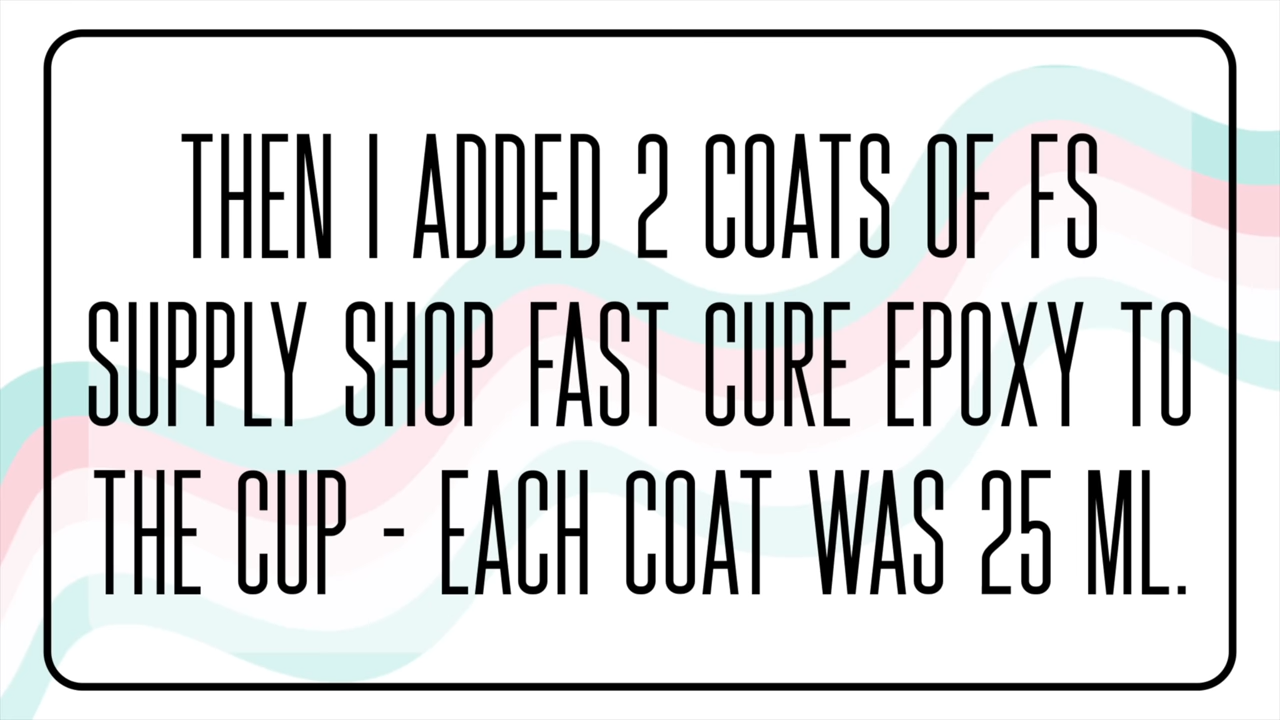 THEN I ADDED 2 COATS OF FS
SUPPLY SHOP FAST CURE EPOXY TO
THE CUP - EACH COAT WAS 25 ML.